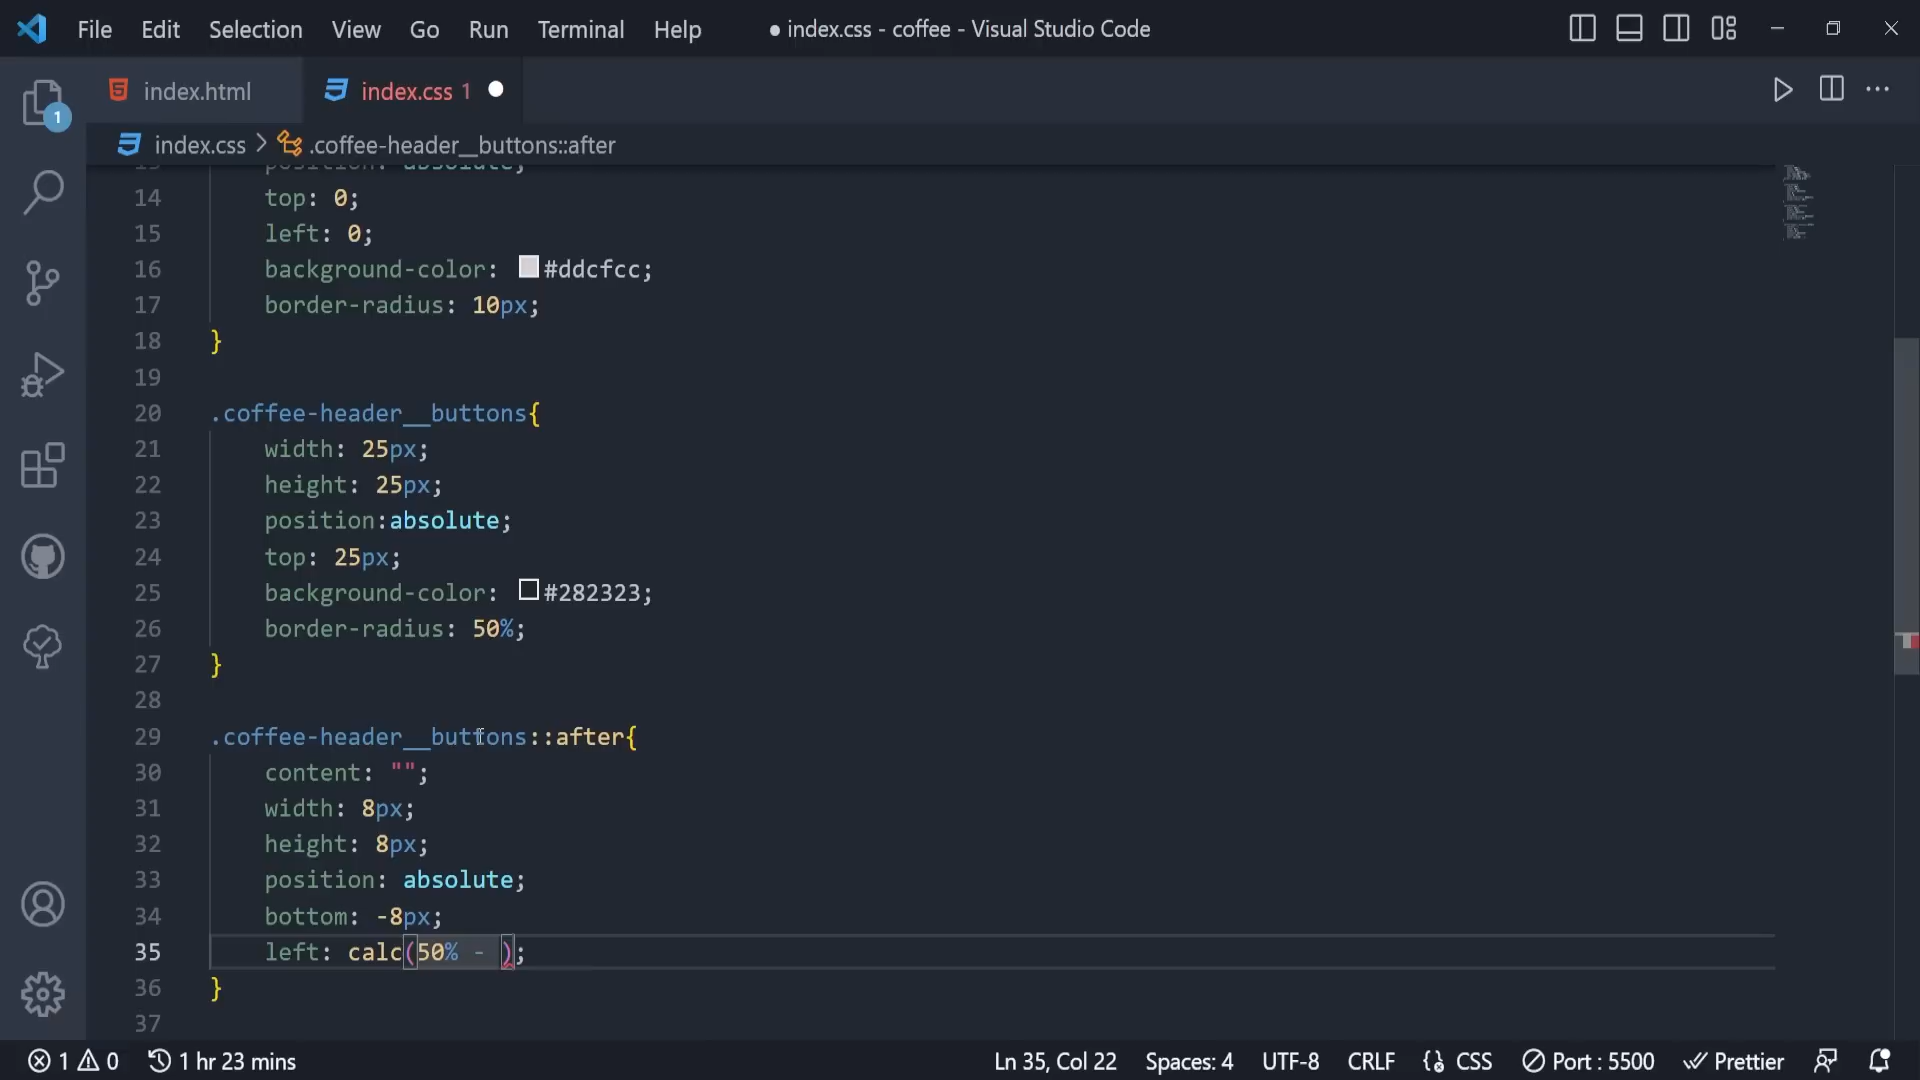 File Edit Selection View Go Run Terminal Help ● index.css - coffee - Visual Studio Code
index.html index.css 1
1
index.css > .coffee-header__buttons::after
13 position: absolute;
14 top: 0;
15 left: 0;
16 background-color: #ddcfcc;
17 border-radius: 10px;
18 }
19
20 .coffee-header__buttons{
21 width: 25px;
22 height: 25px;
23 position:absolute;
24 top: 25px;
25 background-color: #282323;
26 border-radius: 50%;
27 }
28
29 .coffee-header__buttons::after{
30 content: "";
31 width: 8px;
32 height: 8px;
33 position: absolute;
34 bottom: -8px;
35 left: calc(50% - );
36 }
37
1 0 1 hr 23 mins Ln 35, Col 22 Spaces: 4 UTF-8 CRLF {} CSS Port : 5500 Prettier